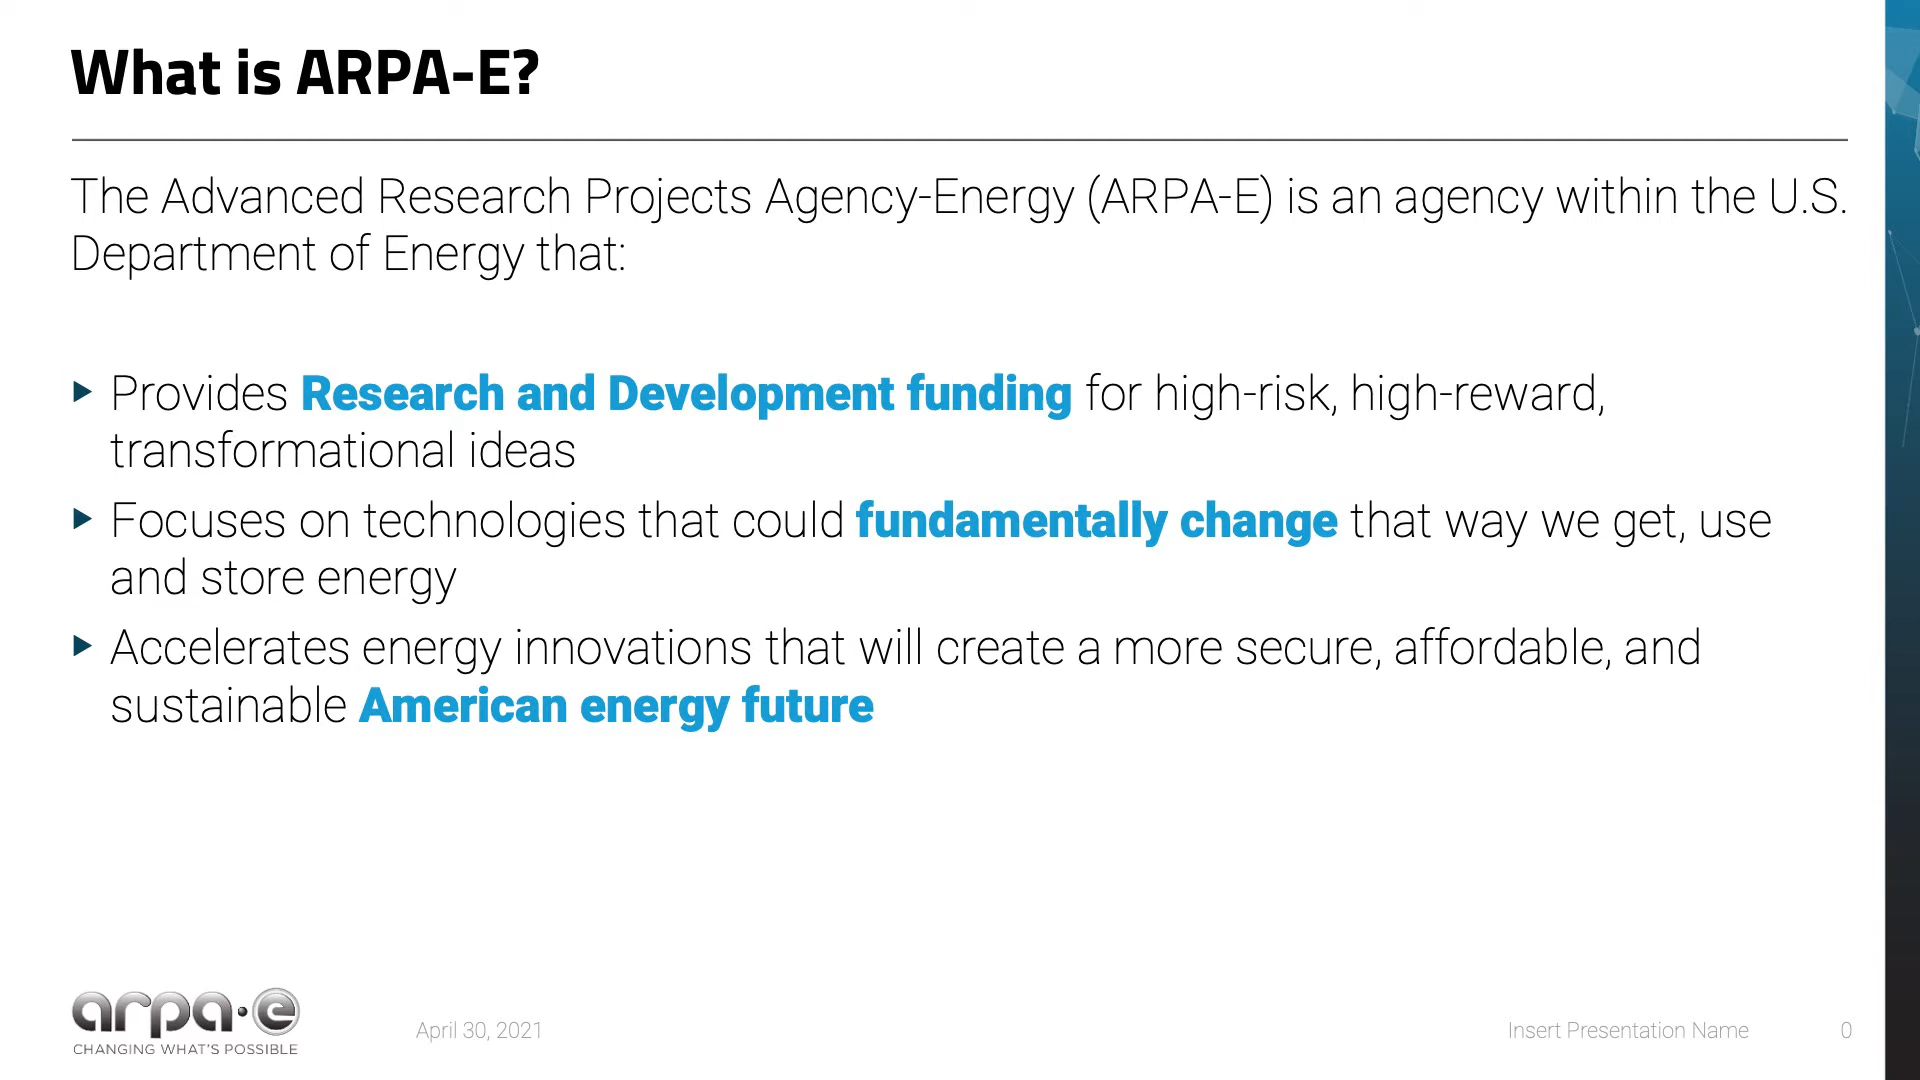 What is ARPA-E?
The Advanced Research Projects Agency-Energy (ARPA-E) is an agency within the U.S.
Department of Energy that:
Provides Research and Development funding for high-risk, high-reward,
transformational ideas
Focuses on technologies that could fundamentally change that way we get, use
and store energy
Accelerates energy innovations that will create a more secure, affordable, and
sustainable American energy future
arpa·e
CHANGING WHAT'S POSSIBLE
April 30, 2021
Insert Presentation Name
0